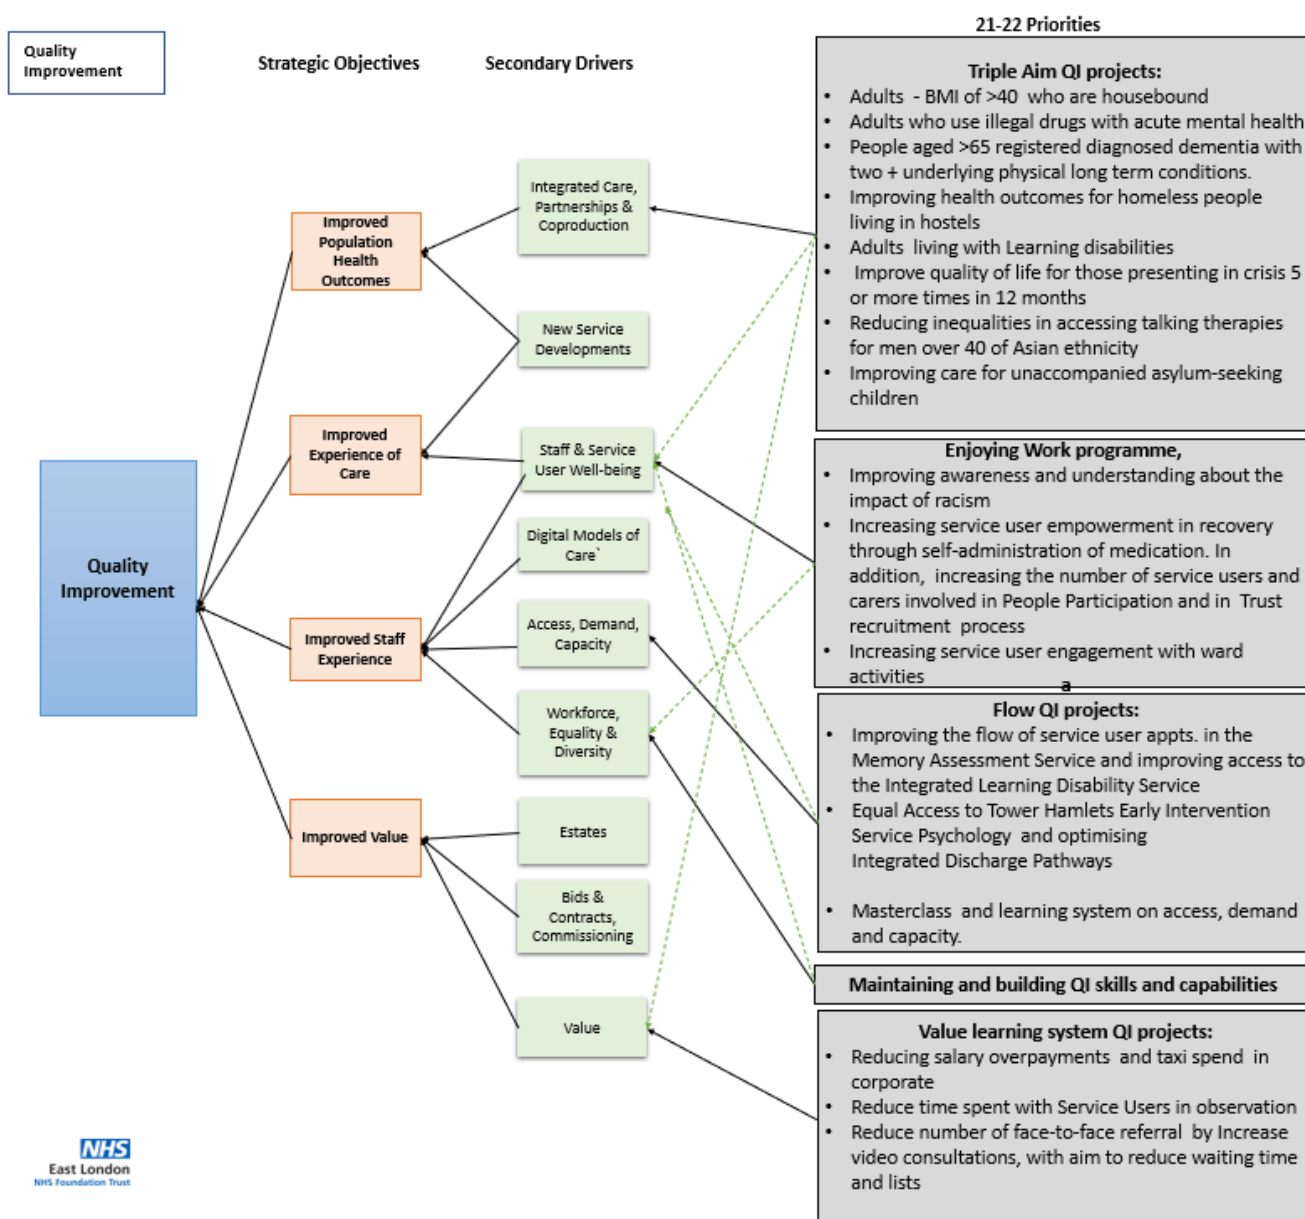 21-22 Priorities
Quality
Improvement
Strategic Objectives
Secondary Drivers
Quality
Improvement
Improved
Population
Health
Outcomes
Improved
Experience of
Care
Improved Staff
Experience
Improved Value
Integrated Care,
Partnerships &
Coproduction
New Service
Developments
Staff & Service
User Well-being
Digital Models of
Care`
Access, Demand,
Capacity
Workforce,
Equality &
Diversity
Estates
Bids &
Contracts,
Commissioning
Value
Triple Aim QI projects:
• Adults - BMI of >40 who are housebound
• Adults who use illegal drugs with acute mental health
• People aged >65 registered diagnosed dementia with
two + underlying physical long term conditions.
• Improving health outcomes for homeless people
living in hostels
• Adults living with Learning disabilities
• Improve quality of life for those presenting in crisis 5
or more times in 12 months
• Reducing inequalities in accessing talking therapies
for men over 40 of Asian ethnicity
• Improving care for unaccompanied asylum-seeking
children
Enjoying Work programme,
• Improving awareness and understanding about the
impact of racism
• Increasing service user empowerment in recovery
through self-administration of medication. In
addition, increasing the number of service users and
carers involved in People Participation and in Trust
recruitment process
• Increasing service user engagement with ward
activities
a
Flow QI projects:
• Improving the flow of service user appts. in the
Memory Assessment Service and improving access to
the Integrated Learning Disability Service
• Equal Access to Tower Hamlets Early Intervention
Service Psychology and optimising
Integrated Discharge Pathways
• Masterclass and learning system on access, demand
and capacity.
Maintaining and building QI skills and capabilities
Value learning system QI projects:
• Reducing salary overpayments and taxi spend in
corporate
• Reduce time spent with Service Users in observation
• Reduce number of face-to-face referral by Increase
video consultations, with aim to reduce waiting time
and lists
NHS
East London
NHS Foundation Trust